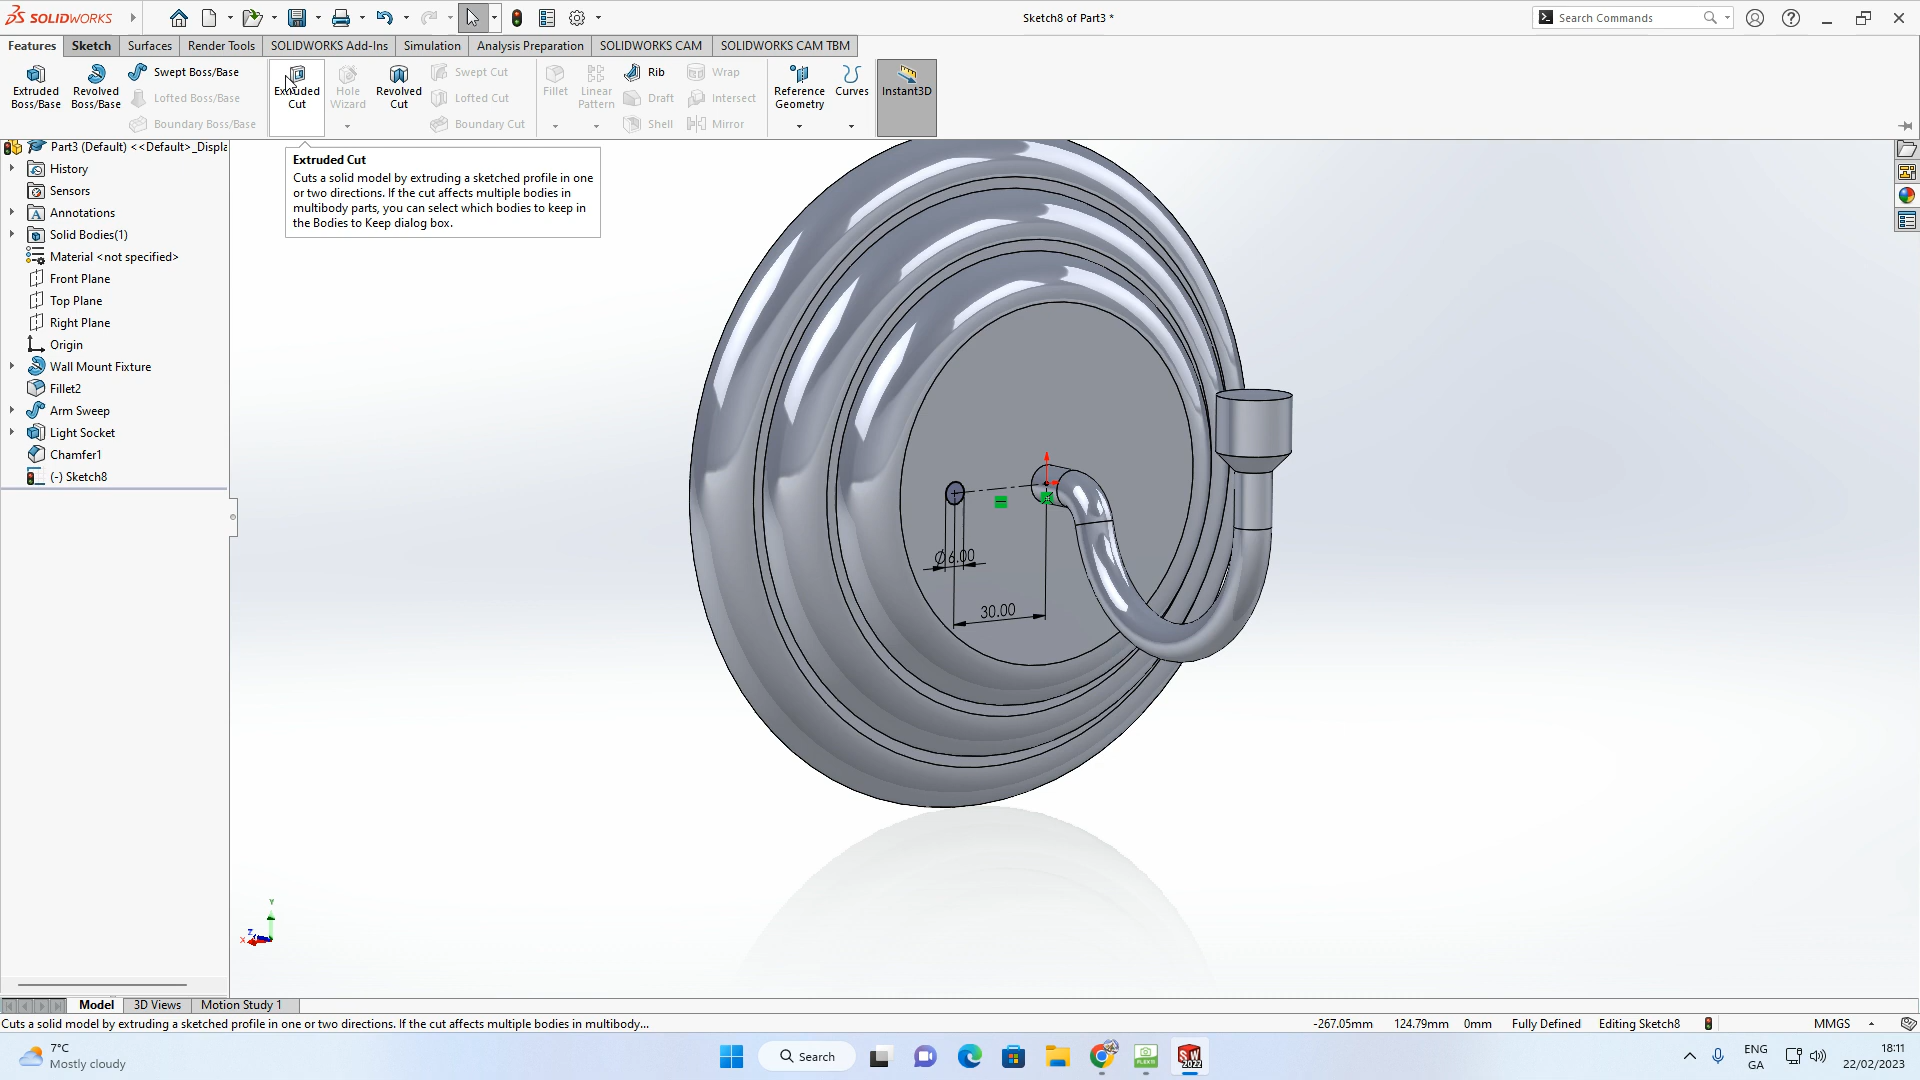 SOLIDWORKS
Sketch8 of Part3 *
Search Commands
Features
Sketch
Surfaces
Render Tools
SOLIDWORKS Add-Ins
Simulation
Analysis Preparation
SOLIDWORKS CAM
SOLIDWORKS CAM TBM
Extruded
Boss/Base
Revolved
Boss/Base
Swept Boss/Base
Lofted Boss/Base
Boundary Boss/Base
Extruded
Cut
Hole
Wizard
Revolved
Cut
Swept Cut
Lofted Cut
Boundary Cut
Fillet
Linear
Pattern
Rib
Draft
Shell
Wrap
Intersect
Mirror
Reference
Geometry
Curves
Instant3D
Extruded Cut
Cuts a solid model by extruding a sketched profile in one
or two directions. If the cut affects multiple bodies in
multibody parts, you can select which bodies to keep in
the Bodies to Keep dialog box.
Part3 (Default) <<Default>_Displa
History
Sensors
Annotations
Solid Bodies(1)
Material <not specified>
Front Plane
Top Plane
Right Plane
Origin
Wall Mount Fixture
Fillet2
Arm Sweep
Light Socket
Chamfer1
(-) Sketch8
Ø6.00
30.00
Y
Z
X
Model
3D Views
Motion Study 1
Cuts a solid model by extruding a sketched profile in one or two directions. If the cut affects multiple bodies in multibody...
-267.05mm
124.79mm
0mm
Fully Defined
Editing Sketch8
MMGS
7°C
Mostly cloudy
Search
SW
2022
ENG
GA
18:11
22/02/2023